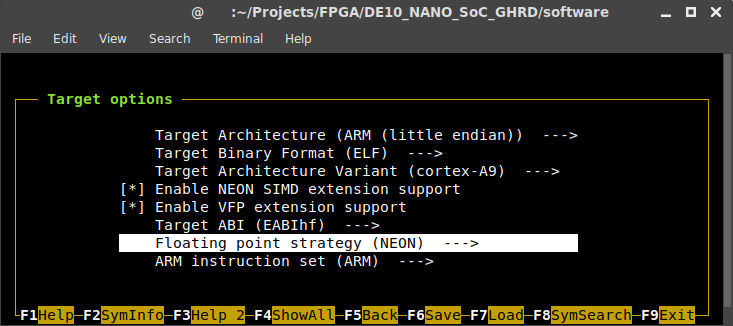 @ :~/Projects/FPGA/DE10_NANO_SoC_GHRD/software
File Edit View Search Terminal Help
Target options
Target Architecture (ARM (little endian)) --->
Target Binary Format (ELF) --->
Target Architecture Variant (cortex-A9) --->
[*] Enable NEON SIMD extension support
[*] Enable VFP extension support
Target ABI (EABIhf) --->
Floating point strategy (NEON) --->
ARM instruction set (ARM) --->
F1Help F2SymInfo F3Help 2 F4ShowAll F5Back F6Save F7Load F8SymSearch F9Exit